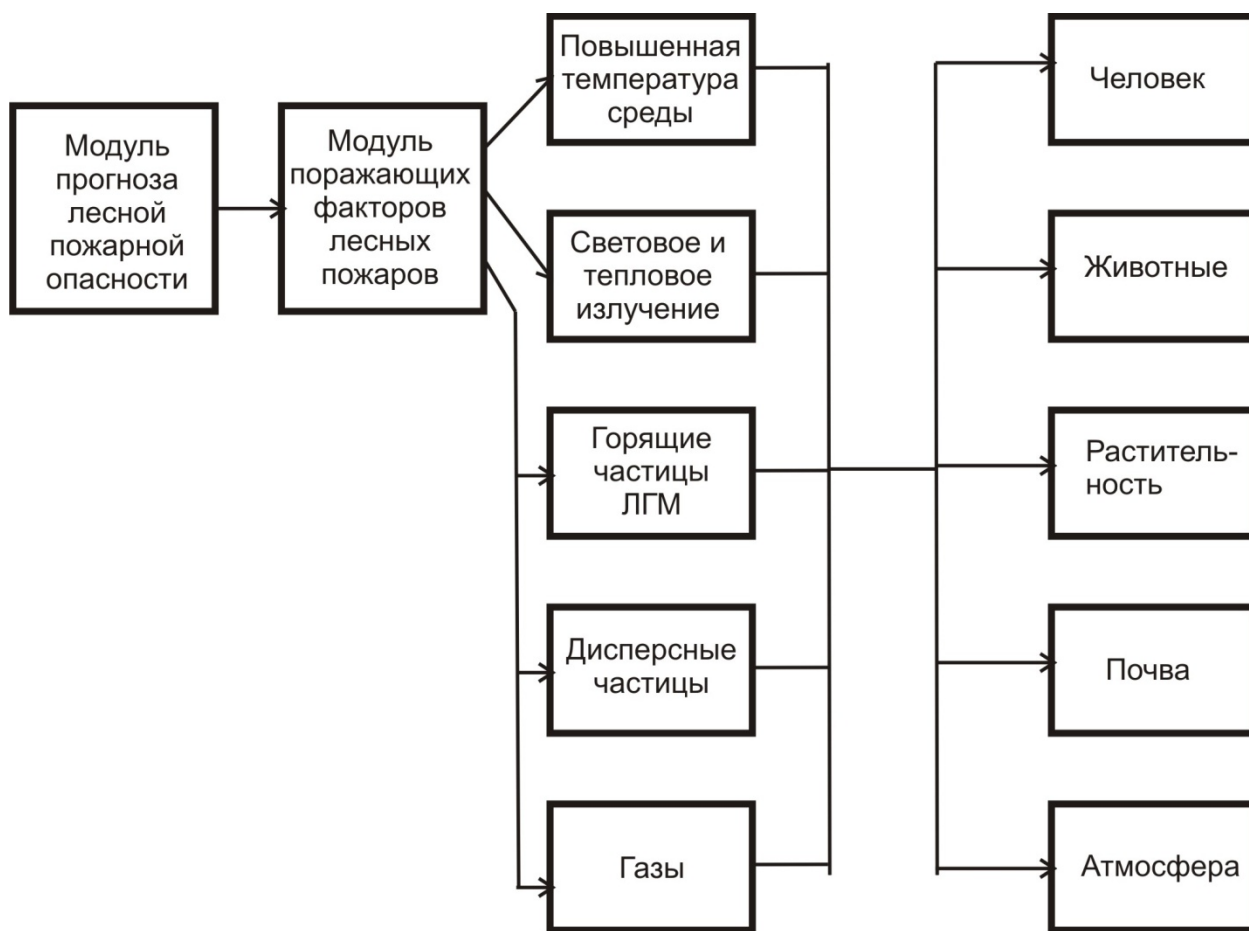 Модуль
прогноза
лесной
пожарной
опасности
Модуль
поражающих
факторов
лесных
пожаров
Повышенная
температура
среды
Световое и
тепловое
излучение
Горящие
частицы
ЛГМ
Дисперсные
частицы
Газы
Человек
Животные
Раститель-
ность
Почва
Атмосфера